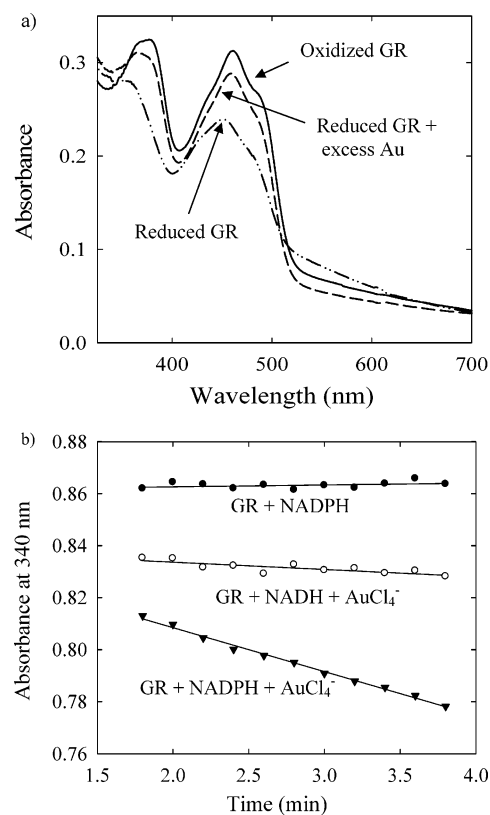 a)
0.3
0.2
0.1
0.0
Absorbance
Oxidized GR
Reduced GR +
excess Au
Reduced GR
400
500
600
700
Wavelength (nm)
b)
0.88
0.86
0.84
0.82
0.80
0.78
0.76
Absorbance at 340 nm
GR + NADPH
GR + NADH + AuCl₄⁻
GR + NADPH + AuCl₄⁻
1.5
2.0
2.5
3.0
3.5
4.0
Time (min)